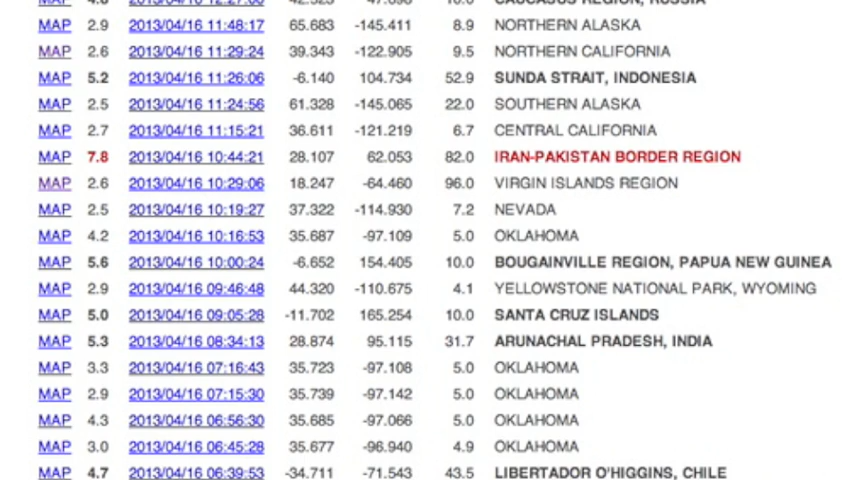 CAUCASUS REGION, RUSSIA
MAP 2.9 2013/04/16 11:48:17 65.683 -145.411 8.9 NORTHERN ALASKA
MAP 2.6 2013/04/16 11:29:24 39.343 -122.905 9.5 NORTHERN CALIFORNIA
MAP 5.2 2013/04/16 11:26:06 -6.140 104.734 52.9 SUNDA STRAIT, INDONESIA
MAP 2.5 2013/04/16 11:24:56 61.328 -145.065 22.0 SOUTHERN ALASKA
MAP 2.7 2013/04/16 11:15:21 36.611 -121.219 6.7 CENTRAL CALIFORNIA
MAP 7.8 2013/04/16 10:44:21 28.107 62.053 82.0 IRAN-PAKISTAN BORDER REGION
MAP 2.6 2013/04/16 10:29:06 18.247 -64.460 96.0 VIRGIN ISLANDS REGION
MAP 2.5 2013/04/16 10:19:27 37.322 -114.930 7.2 NEVADA
MAP 4.2 2013/04/16 10:16:53 35.687 -97.109 5.0 OKLAHOMA
MAP 5.6 2013/04/16 10:00:24 -6.652 154.405 10.0 BOUGAINVILLE REGION, PAPUA NEW GUINEA
MAP 2.9 2013/04/16 09:46:48 44.320 -110.675 4.1 YELLOWSTONE NATIONAL PARK, WYOMING
MAP 5.0 2013/04/16 09:05:28 -11.702 165.254 10.0 SANTA CRUZ ISLANDS
MAP 5.3 2013/04/16 08:34:13 28.874 95.115 31.7 ARUNACHAL PRADESH, INDIA
MAP 3.3 2013/04/16 07:16:43 35.723 -97.108 5.0 OKLAHOMA
MAP 2.9 2013/04/16 07:15:30 35.739 -97.142 5.0 OKLAHOMA
MAP 4.3 2013/04/16 06:56:30 35.685 -97.066 5.0 OKLAHOMA
MAP 3.0 2013/04/16 06:45:28 35.677 -96.940 4.9 OKLAHOMA
MAP 4.7 2013/04/16 06:39:53 -34.711 -71.543 43.5 LIBERTADOR O'HIGGINS, CHILE